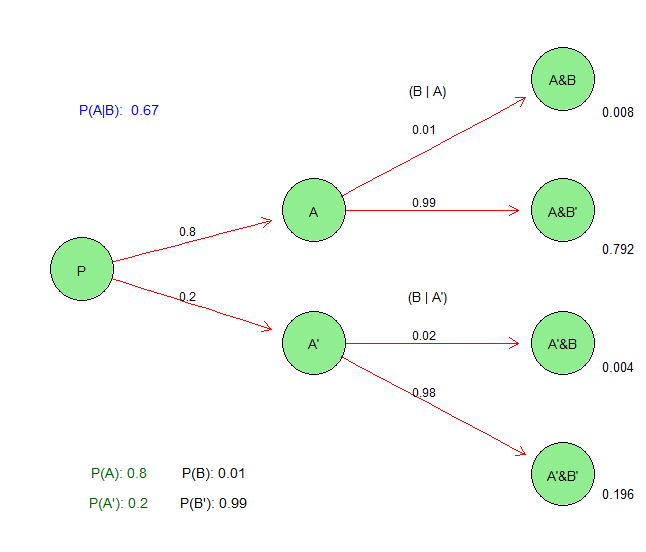 P(A|B):  0.67
(B | A)
0.01
A&B
0.008
0.8
A
0.99
A&B'
0.792
P
0.2
(B | A')
A'
0.02
A'&B
0.004
0.98
A'&B'
0.196
P(A): 0.8
P(B): 0.01
P(A'): 0.2
P(B'): 0.99